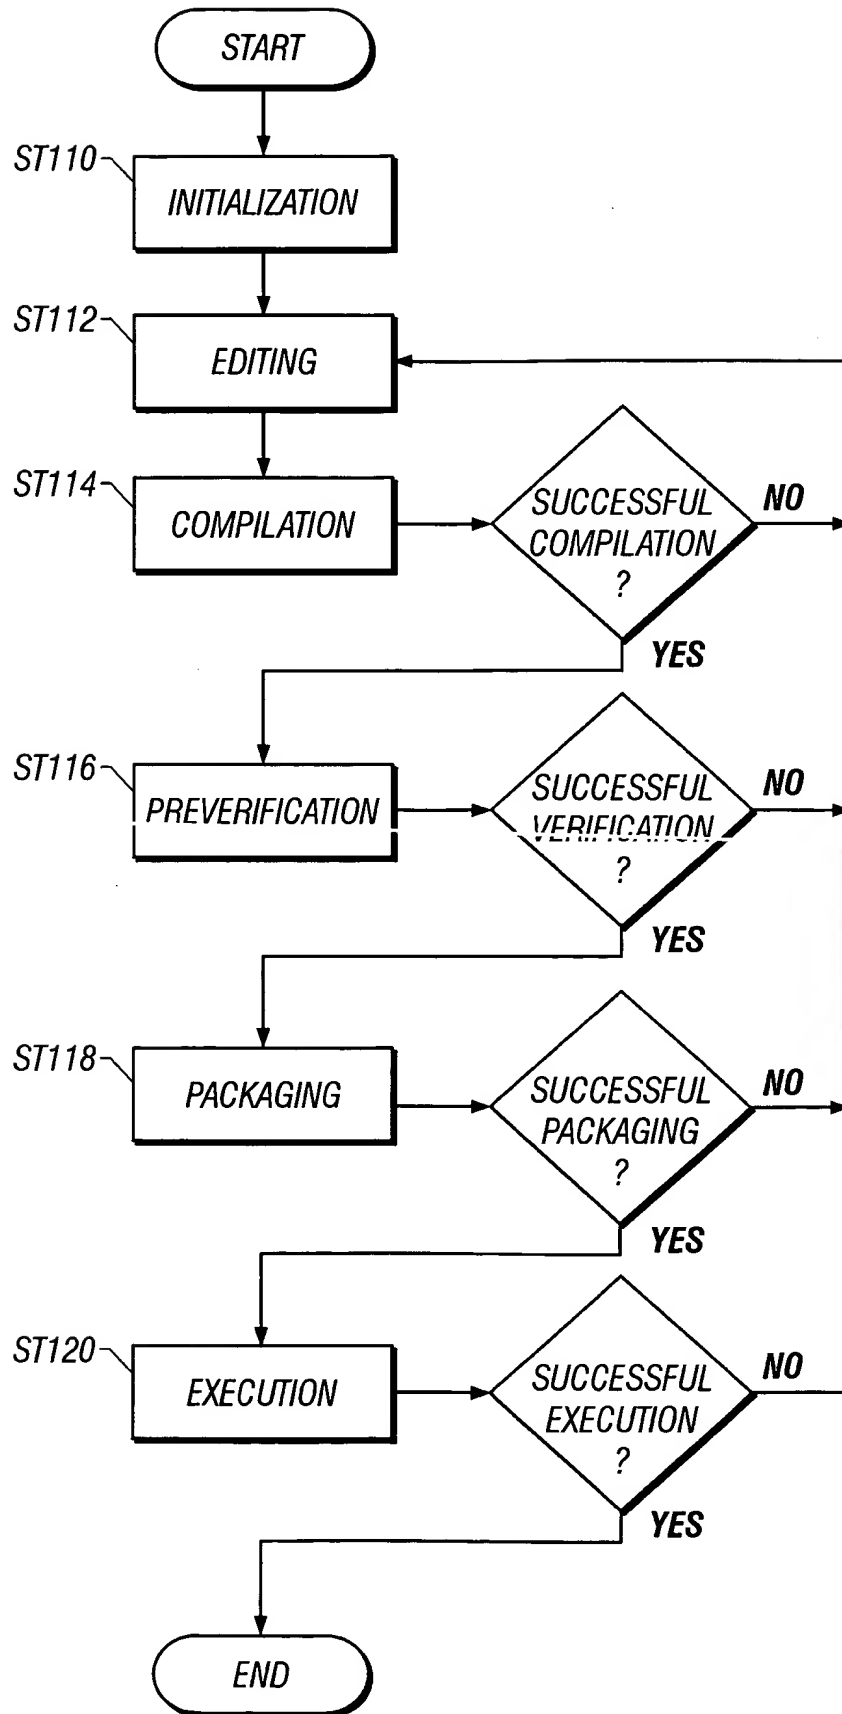 START
ST110
INITIALIZATION
ST112
EDITING
ST114
COMPILATION
SUCCESSFUL
COMPILATION
?
NO
YES
ST116
PREVERIFICATION
SUCCESSFUL
VERIFICATION
?
NO
YES
ST118
PACKAGING
SUCCESSFUL
PACKAGING
?
NO
YES
ST120
EXECUTION
SUCCESSFUL
EXECUTION
?
NO
YES
END